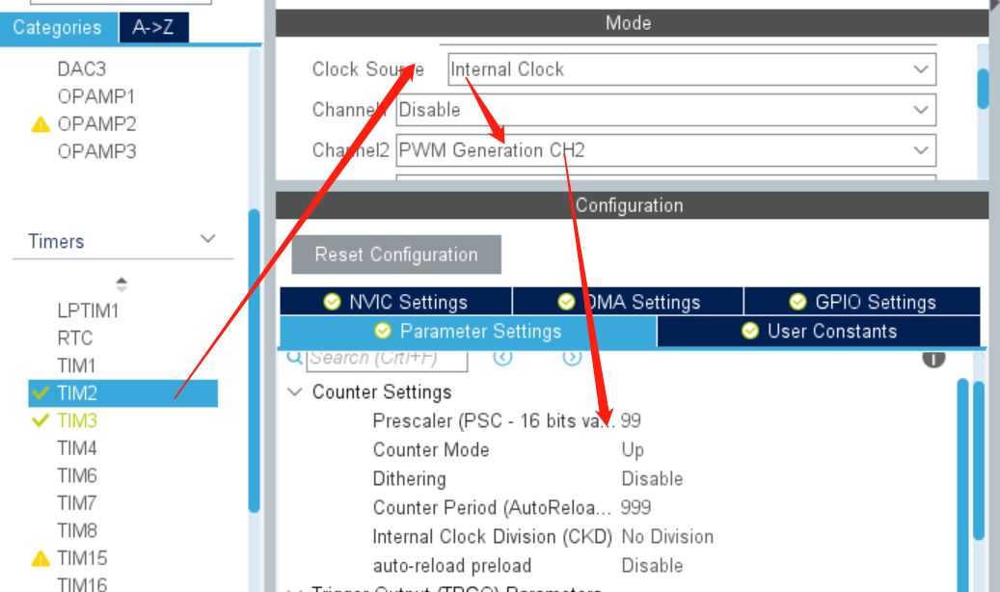 Categories
A->Z
DAC3
OPAMP1
OPAMP2
OPAMP3
Timers
LPTIM1
RTC
TIM1
TIM2
TIM3
TIM4
TIM6
TIM7
TIM8
TIM15
TIM16
Mode
Clock Source Internal Clock
Channel1 Disable
Channel2 PWM Generation CH2
Configuration
Reset Configuration
NVIC Settings
DMA Settings
GPIO Settings
Parameter Settings
User Constants
Search (Crtl+F)
Counter Settings
Prescaler (PSC - 16 bits va... 99
Counter Mode Up
Dithering Disable
Counter Period (AutoReloa... 999
Internal Clock Division (CKD) No Division
auto-reload preload Disable
Trigger Output (TRGO) Parameters